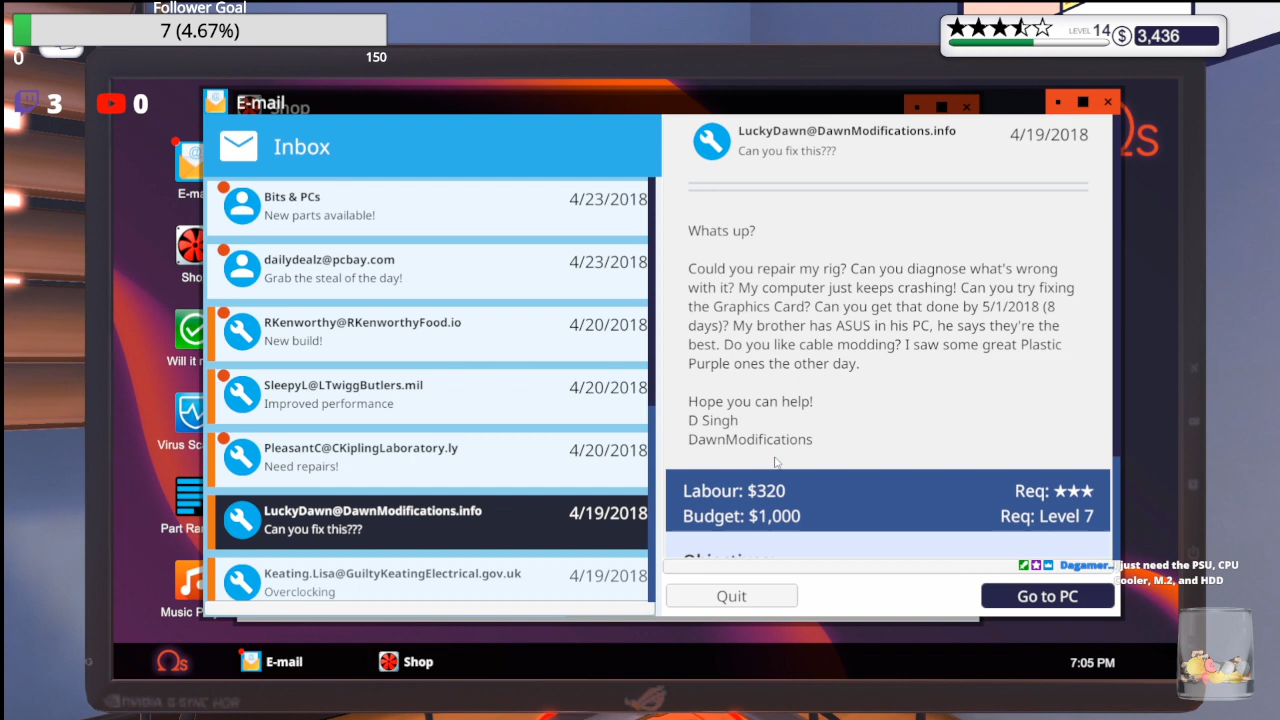 Follower Goal
7 (4.67%)
0
150
3
0
LEVEL 14
$ 3,436
E-mail
Shop
Inbox
LuckyDawn@DawnModifications.info
4/19/2018
Can you fix this???
Bits & PCs
4/23/2018
New parts available!
dailydealz@pcbay.com
4/23/2018
Grab the steal of the day!
RKenworthy@RKenworthyFood.io
4/20/2018
New build!
SleepyL@LTwiggButlers.mil
4/20/2018
Improved performance
PleasantC@CKiplingLaboratory.ly
4/20/2018
Need repairs!
LuckyDawn@DawnModifications.info
4/19/2018
Can you fix this???
Keating.Lisa@GuiltyKeatingElectrical.gov.uk
4/19/2018
Overclocking
Whats up?
Could you repair my rig? Can you diagnose what's wrong
with it? My computer just keeps crashing! Can you try fixing
the Graphics Card? Can you get that done by 5/1/2018 (8
days)? My brother has ASUS in his PC, he says they're the
best. Do you like cable modding? I saw some great Plastic
Purple ones the other day.
Hope you can help!
D Singh
DawnModifications
Labour: $320
Req: ★★★
Budget: $1,000
Req: Level 7
Dagamer.. just need the PSU, CPU
Cooler, M.2, and HDD
Quit
Go to PC
E-m
Sho
Will it r
Virus Sc
Part Ran
Music P
Ωs
E-mail
Shop
7:05 PM
NVIDIA G-SYNC HDR